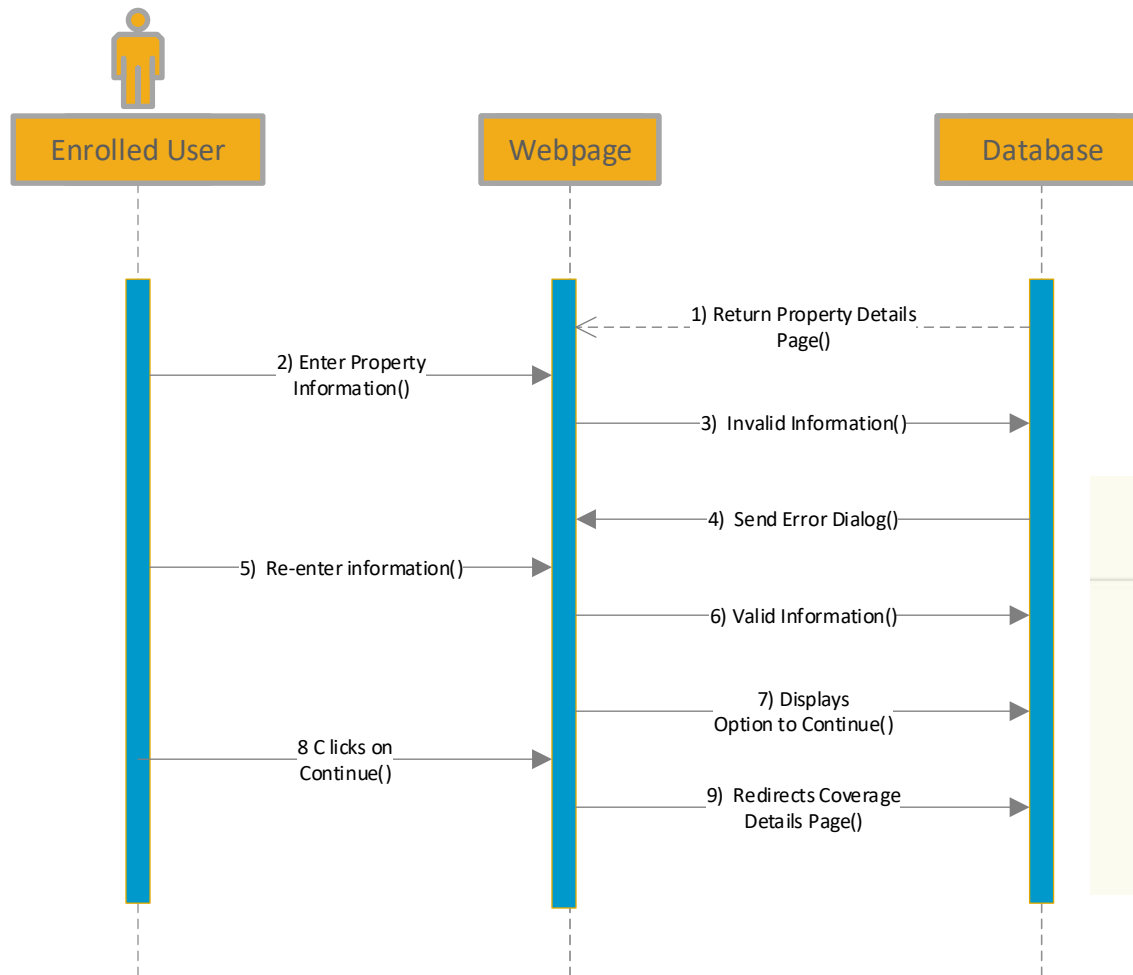 Enrolled User
Webpage
Database
1) Return Property Details
Page()
2) Enter Property
Information()
3) Invalid Information()
4) Send Error Dialog()
5) Re-enter information()
6) Valid Information()
7) Displays
Option to Continue()
8 C licks on
Continue()
9) Redirects Coverage
Details Page()